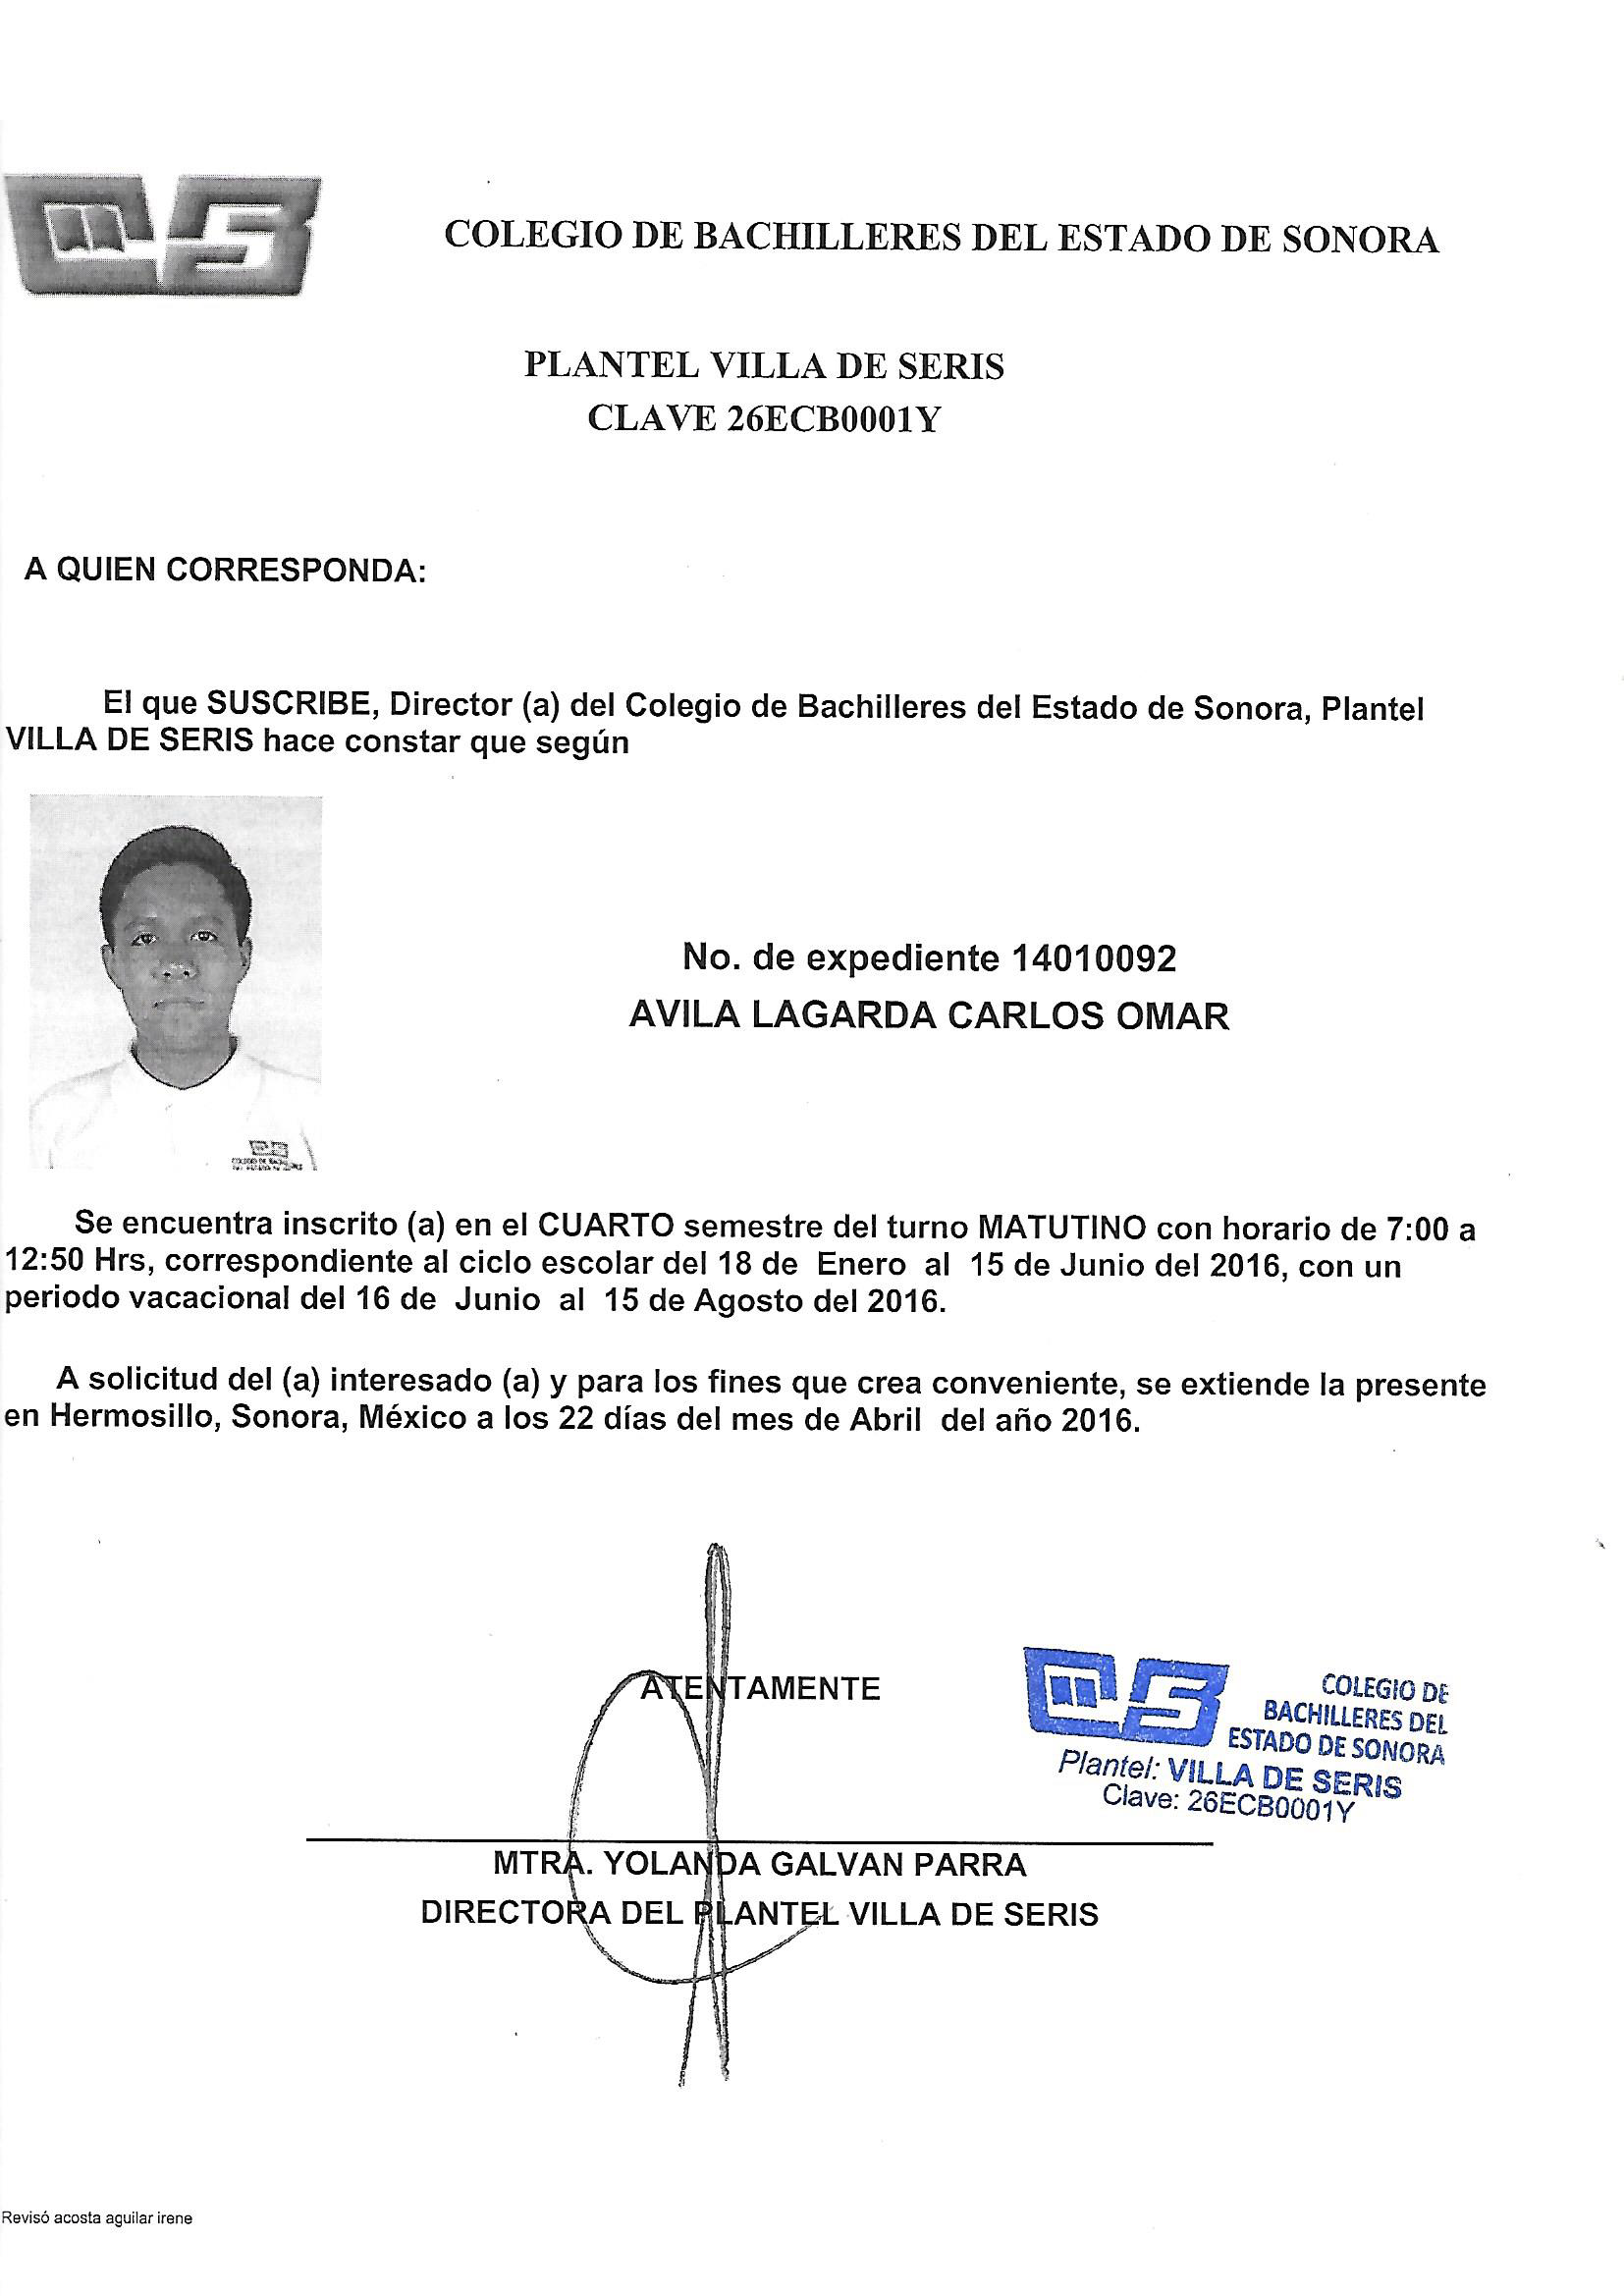 COLEGIO DE BACHILLERES DEL ESTADO DE SONORA
PLANTEL VILLA DE SERIS
CLAVE 26ECB0001Y
A QUIEN CORRESPONDA:
El que SUSCRIBE, Director (a) del Colegio de Bachilleres del Estado de Sonora, Plantel
VILLA DE SERIS hace constar que según
No. de expediente 14010092
AVILA LAGARDA CARLOS OMAR
Se encuentra inscrito (a) en el CUARTO semestre del turno MATUTINO con horario de 7:00 a
12:50 Hrs, correspondiente al ciclo escolar del 18 de Enero al 15 de Junio del 2016, con un
periodo vacacional del 16 de Junio al 15 de Agosto del 2016.
A solicitud del (a) interesado (a) y para los fines que crea conveniente, se extiende la presente
en Hermosillo, Sonora, México a los 22 días del mes de Abril del año 2016.
ATENTAMENTE
COLEGIO DE
BACHILLERES DEL
ESTADO DE SONORA
Plantel: VILLA DE SERIS
Clave: 26ECB0001Y
MTRA. YOLANDA GALVAN PARRA
DIRECTORA DEL PLANTEL VILLA DE SERIS
Revisó acosta aguilar irene